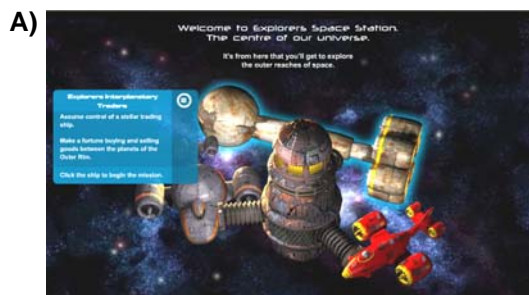 A)
Welcome to Explorers Space Station.
The centre of our universe.
It's from here that you'll get to explore
the outer reaches of space.
Explorers Interplanetary
Traders
Assume control of a stellar trading
ship.
Make a fortune buying and selling
goods between the planets of the
Outer Rim.
Click the ship to begin the mission.